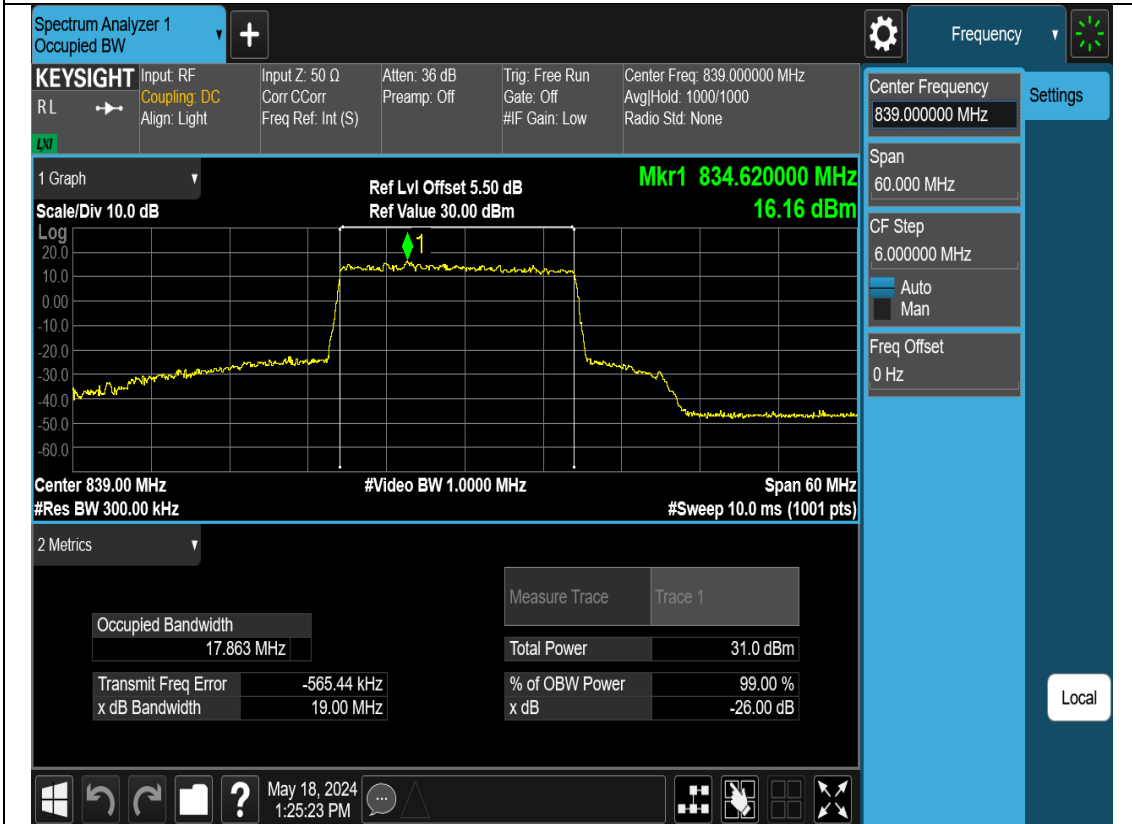 Spectrum Analyzer 1
Occupied BW
Frequency
KEYSIGHT
R L
LXI
Input: RF
Coupling: DC
Align: Light
Input Z: 50 Ω
Corr CCorr
Freq Ref: Int (S)
Atten: 36 dB
Preamp: Off
Trig: Free Run
Gate: Off
#IF Gain: Low
Center Freq: 839.000000 MHz
Avg|Hold: 1000/1000
Radio Std: None
Center Frequency
839.000000 MHz
Settings
Span
60.000 MHz
CF Step
6.000000 MHz
Auto
Man
Freq Offset
0 Hz
Local
1 Graph
Scale/Div 10.0 dB
Ref Lvl Offset 5.50 dB
Ref Value 30.00 dBm
Mkr1 834.620000 MHz
16.16 dBm
Log
1
20.0
10.0
0.00
-10.0
-20.0
-30.0
-40.0
-50.0
-60.0
Center 839.00 MHz
#Video BW 1.0000 MHz
Span 60 MHz
#Res BW 300.00 kHz
#Sweep 10.0 ms (1001 pts)
2 Metrics
Measure Trace Trace 1
Occupied Bandwidth
17.863 MHz
Total Power 31.0 dBm
Transmit Freq Error -565.44 kHz
% of OBW Power 99.00 %
x dB Bandwidth 19.00 MHz
x dB -26.00 dB
?
May 18, 2024
1:25:23 PM